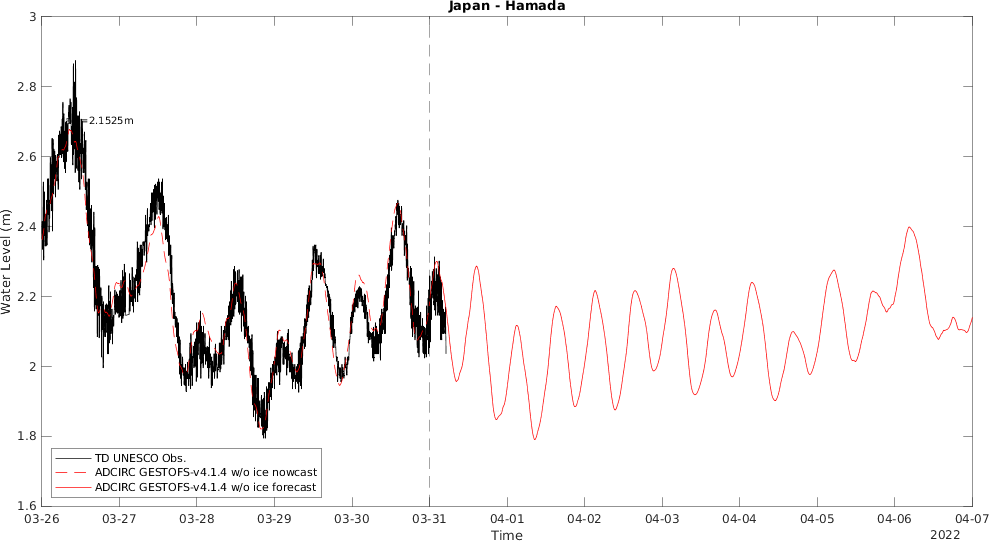 Japan - Hamada
3
2.8
=2.1525m
2.6
2.4
Water Level (m)
2.2
2
1.8
TD UNESCO Obs.
ADCIRC GESTOFS-v4.1.4 w/o ice nowcast
ADCIRC GESTOFS-v4.1.4 w/o ice forecast
1.6
03-26 03-27 03-28 03-29 03-30 03-31 04-01 04-02 04-03 04-04 04-05 04-06 04-07
Time
2022